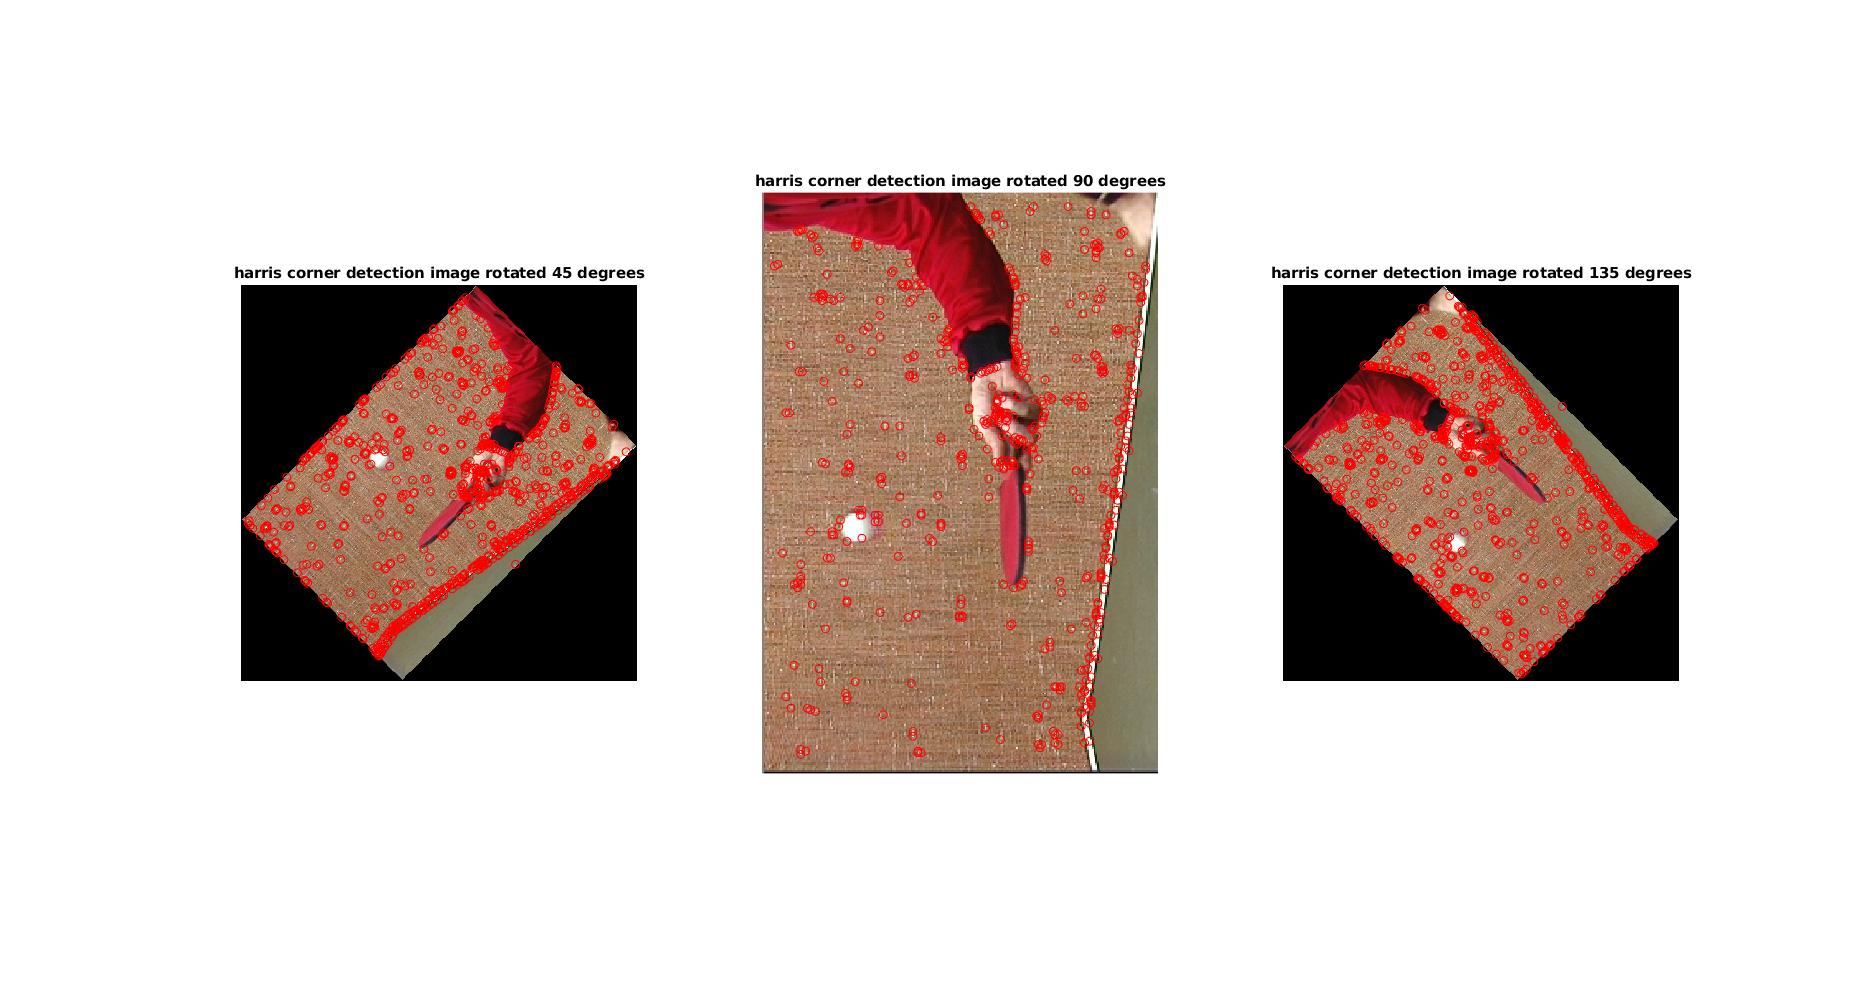 harris corner detection image rotated 90 degrees
harris corner detection image rotated 45 degrees
harris corner detection image rotated 135 degrees